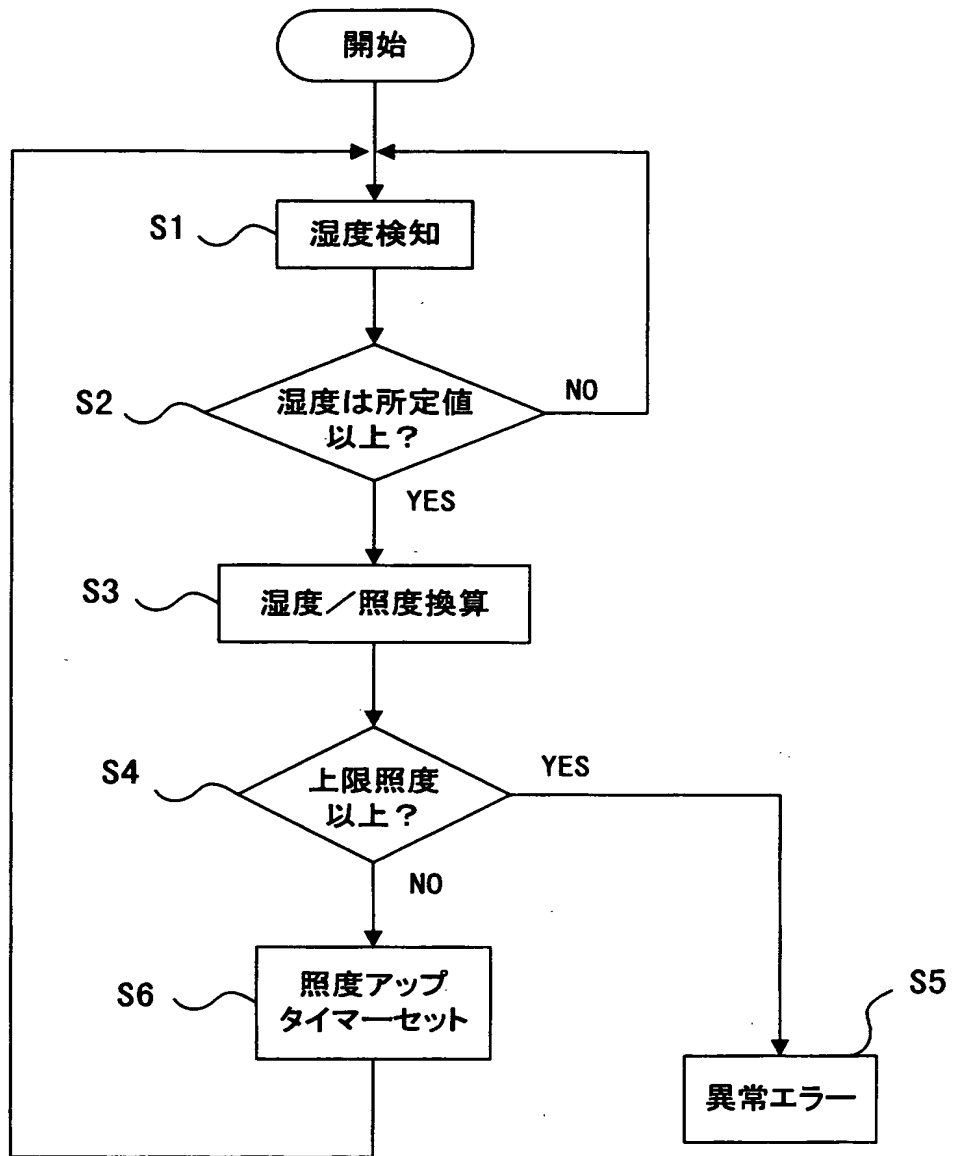 開始
S1
湿度検知
S2
湿度は所定値
以上？
NO
YES
S3
湿度／照度換算
S4
上限照度
以上？
YES
NO
S6
照度アップ
タイマーセット
S5
異常エラー